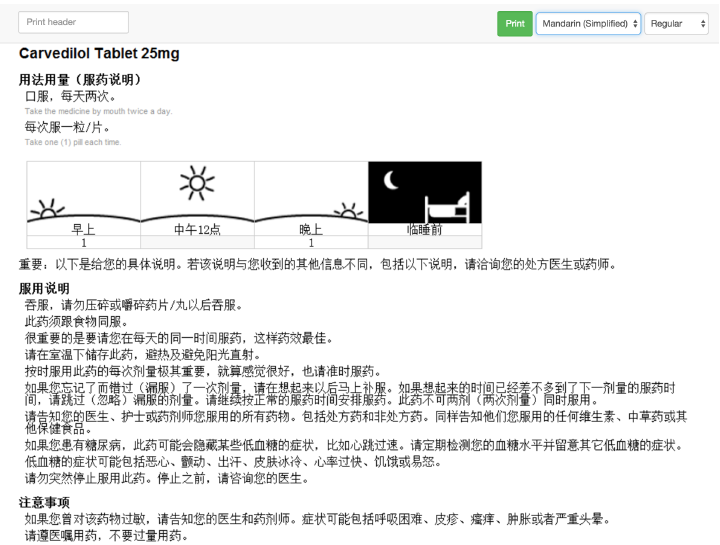 Print header
Print
Mandarin (Simplified)
Regular
Carvedilol Tablet 25mg
用法用量（服药说明）
口服，每天两次。
Take the medicine by mouth twice a day.
每次服一粒/片。
Take one (1) pill each time.
早上 中午12点 晚上 临睡前
1 1
重要：以下是给您的具体说明。若该说明与您收到的其他信息不同，包括以下说明，请洽询您的处方医生或药师。
服用说明
吞服，请勿压碎或嚼碎药片/丸以后吞服。
此药须跟食物同服。
很重要的是要请您在每天的同一时间服药，这样药效最佳。
请在室温下储存此药，避热及避免阳光直射。
按时服用此药的每次剂量极其重要，就算感觉很好，也请准时服药。
如果您忘记了而错过（漏服）了一次剂量，请在想起来以后马上补服。如果想起来的时间已经差不多到了下一剂量的服药时
间，请跳过（忽略）漏服的剂量。请继续按正常的服药时间安排服药。此药不可两剂（两次剂量）同时服用。
请告知您的医生、护士或药剂师您服用的所有药物。包括处方药和非处方药。同样告知他们您服用的任何维生素、中草药或其
他保健食品。
如果您患有糖尿病，此药可能会隐藏某些低血糖的症状，比如心跳过速。请定期检测您的血糖水平并留意其它低血糖的症状。
低血糖的症状可能包括恶心、颤动、出汗、皮肤冰冷、心率过快、饥饿或易怒。
请勿突然停止服用此药。停止之前，请咨询您的医生。
注意事项
如果您曾对该药物过敏，请告知您的医生和药剂师。症状可能包括呼吸困难、皮疹、瘙痒、肿胀或者严重头晕。
请遵医嘱用药，不要过量用药。